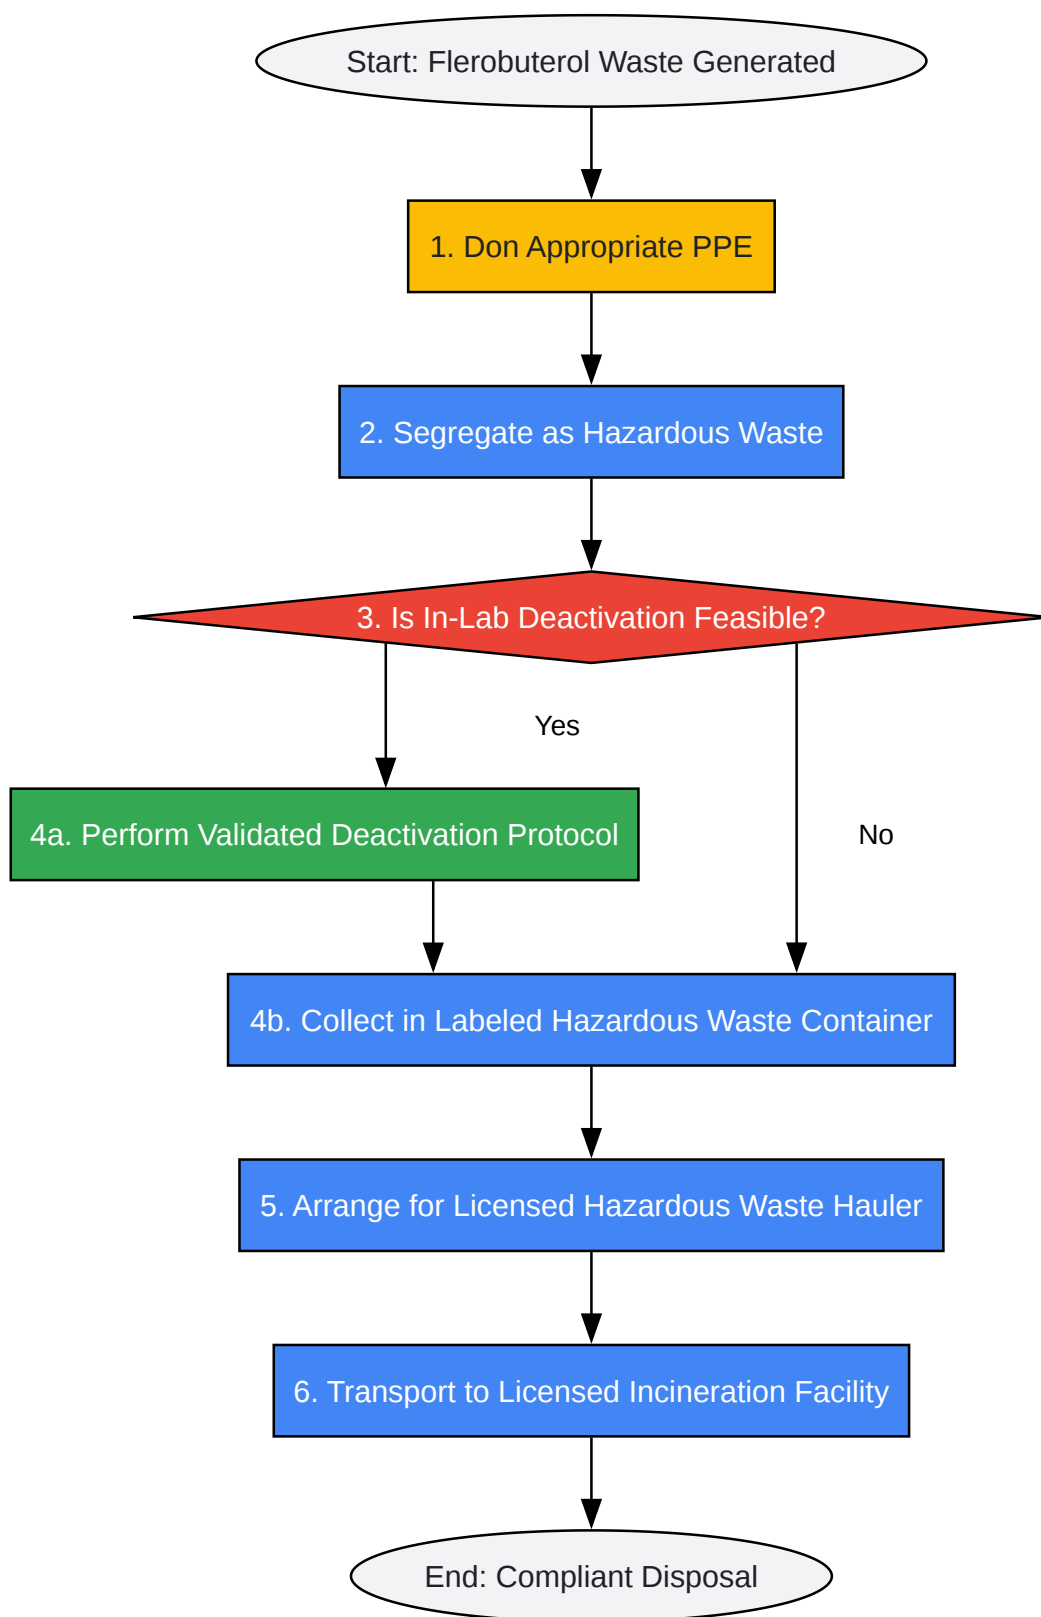 Start: Flerobuterol Waste Generated
1. Don Appropriate PPE
2. Segregate as Hazardous Waste
3. Is In-Lab Deactivation Feasible?
Yes
4a. Perform Validated Deactivation Protocol
No
4b. Collect in Labeled Hazardous Waste Container
5. Arrange for Licensed Hazardous Waste Hauler
6. Transport to Licensed Incineration Facility
End: Compliant Disposal